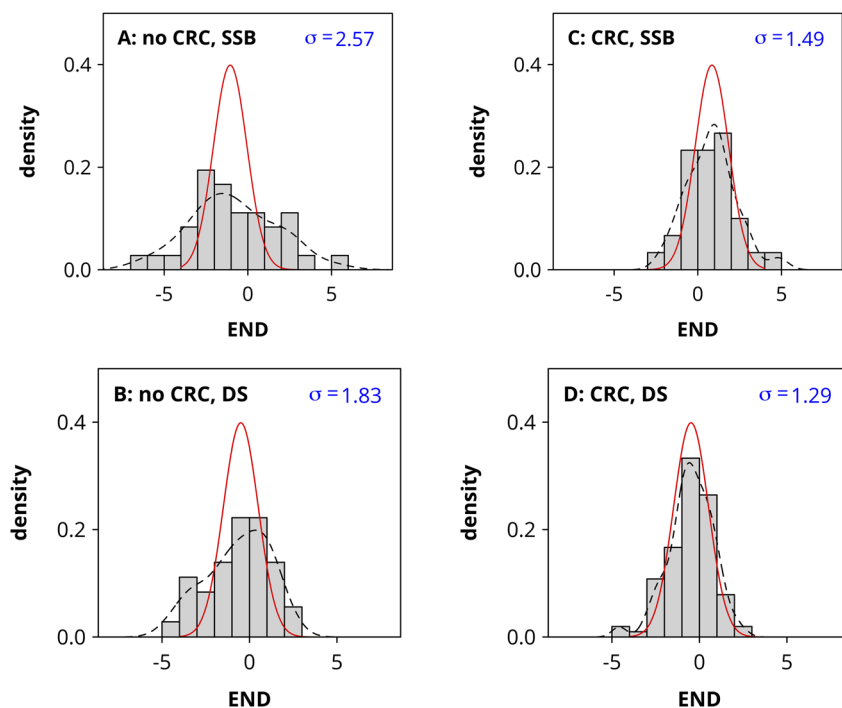 A: no CRC, SSB σ =2.57
density
0.4
0.2
0.0
-5 0 5
END
C: CRC, SSB σ =1.49
density
0.4
0.2
0.0
-5 0 5
END
B: no CRC, DS σ =1.83
density
0.4
0.2
0.0
-5 0 5
END
D: CRC, DS σ =1.29
density
0.4
0.2
0.0
-5 0 5
END